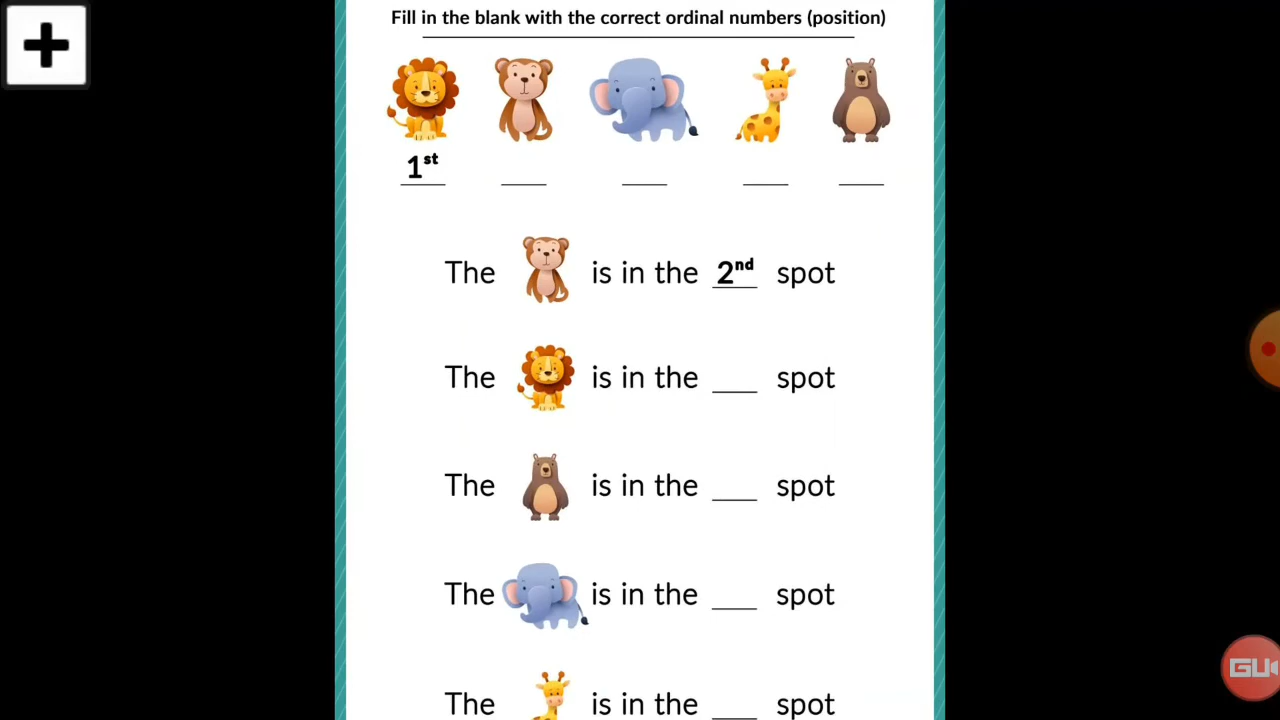 Fill in the blank with the correct ordinal numbers (position)
1st
The is in the 2nd spot
The is in the ___ spot
The is in the ___ spot
The is in the ___ spot
The is in the ___ spot
GU